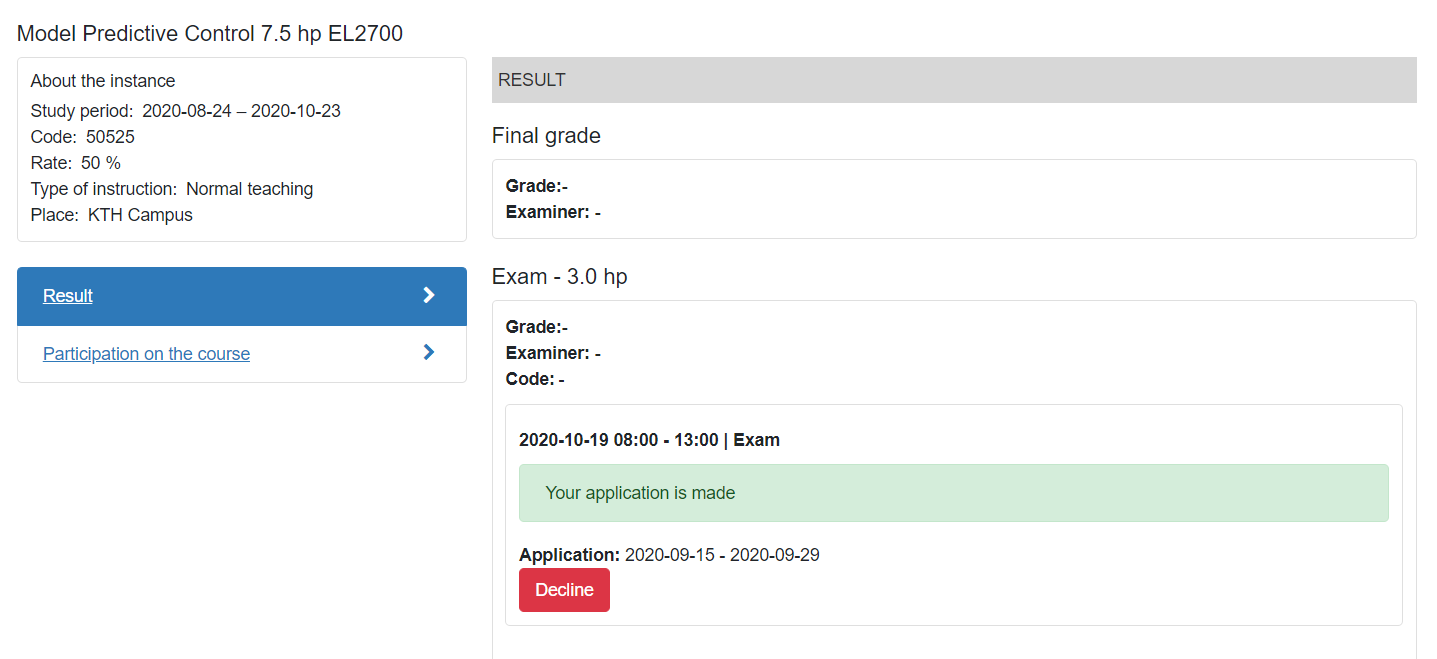 Model Predictive Control 7.5 hp EL2700
About the instance
Study period: 2020-08-24 – 2020-10-23
Code: 50525
Rate: 50 %
Type of instruction: Normal teaching
Place: KTH Campus
Result
Participation on the course
RESULT
Final grade
Grade:-
Examiner: -
Exam - 3.0 hp
Grade:-
Examiner: -
Code: -
2020-10-19 08:00 - 13:00 | Exam
Your application is made
Application: 2020-09-15 - 2020-09-29
Decline